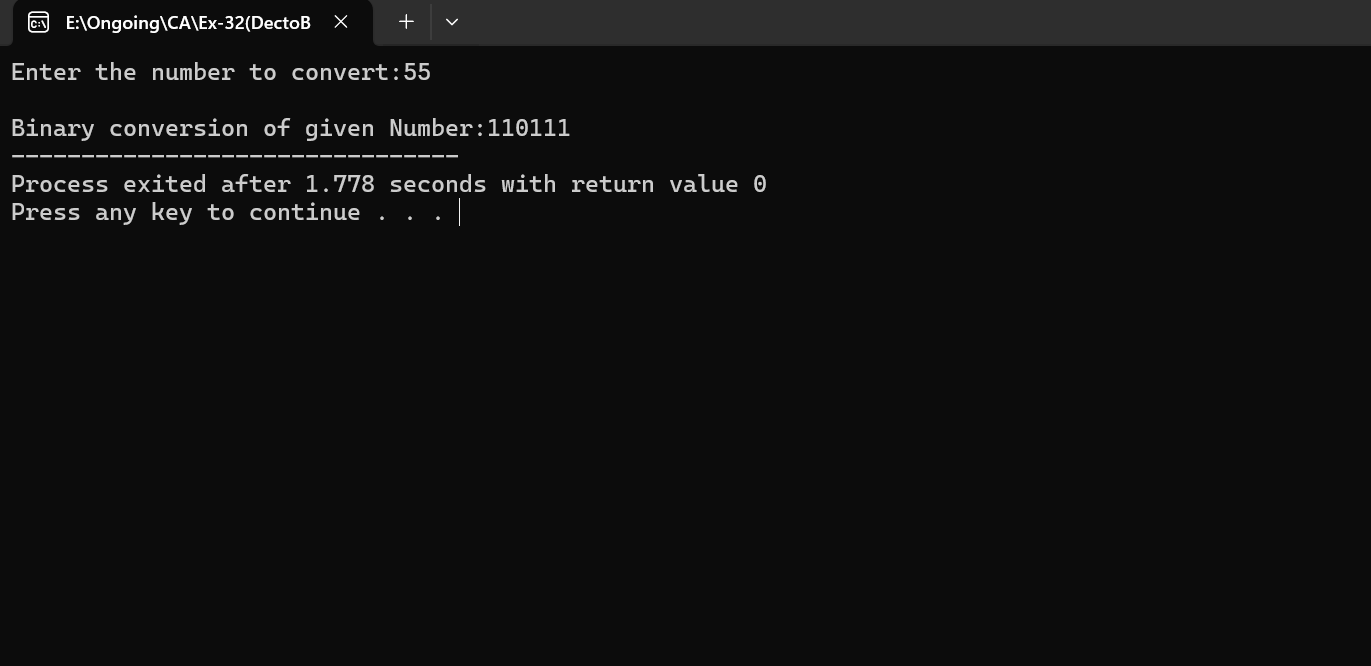 E:\Ongoing\CA\Ex-32(DectoB
Enter the number to convert:55
Binary conversion of given Number:110111
--------------------------------
Process exited after 1.778 seconds with return value 0
Press any key to continue . . .